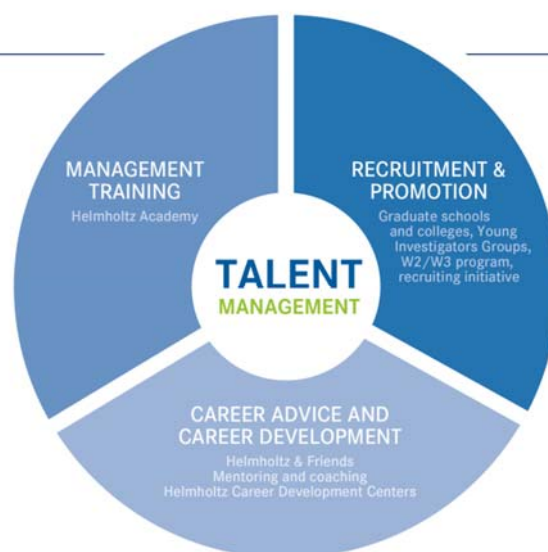 MANAGEMENT
TRAINING
Helmholtz Academy
RECRUITMENT &
PROMOTION
Graduate schools
and colleges, Young
Investigators Groups,
W2/W3 program,
recruiting initiative
TALENT
MANAGEMENT
CAREER ADVICE AND
CAREER DEVELOPMENT
Helmholtz & Friends
Mentoring and coaching
Helmholtz Career Development Centers